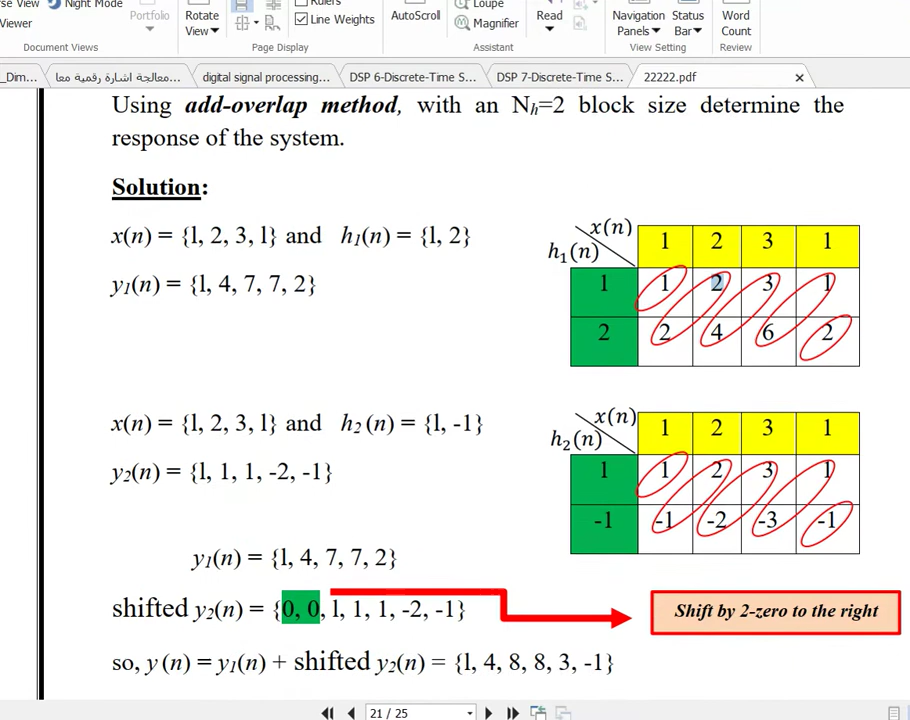 ew Night Mode
Rulers
Loupe
Viewer Portfolio Rotate View Line Weights AutoScroll Magnifier Read Navigation Panels Status Bar Word Count
Document Views Page Display Assistant View Setting Review
_Dim... معالجة اشارة رقمية معا... digital signal processing... DSP 6-Discrete-Time S... DSP 7-Discrete-Time S... 22222.pdf ×
Using add-overlap method, with an Nh=2 block size determine the
response of the system.
Solution:
x(n) = {l, 2, 3, l} and h1(n) = {l, 2}
y1(n) = {l, 4, 7, 7, 2}
x(n) 1 2 3 1
h1(n)
1 1 2 3 1
2 2 4 6 2
x(n) = {l, 2, 3, l} and h2 (n) = {l, -1}
y2(n) = {l, 1, 1, -2, -1}
x(n) 1 2 3 1
h2(n)
1 1 2 3 1
-1 -1 -2 -3 -1
y1(n) = {l, 4, 7, 7, 2}
shifted y2(n) = {0, 0, l, 1, 1, -2, -1}
Shift by 2-zero to the right
so, y (n) = y1(n) + shifted y2(n) = {l, 4, 8, 8, 3, -1}
21 / 25